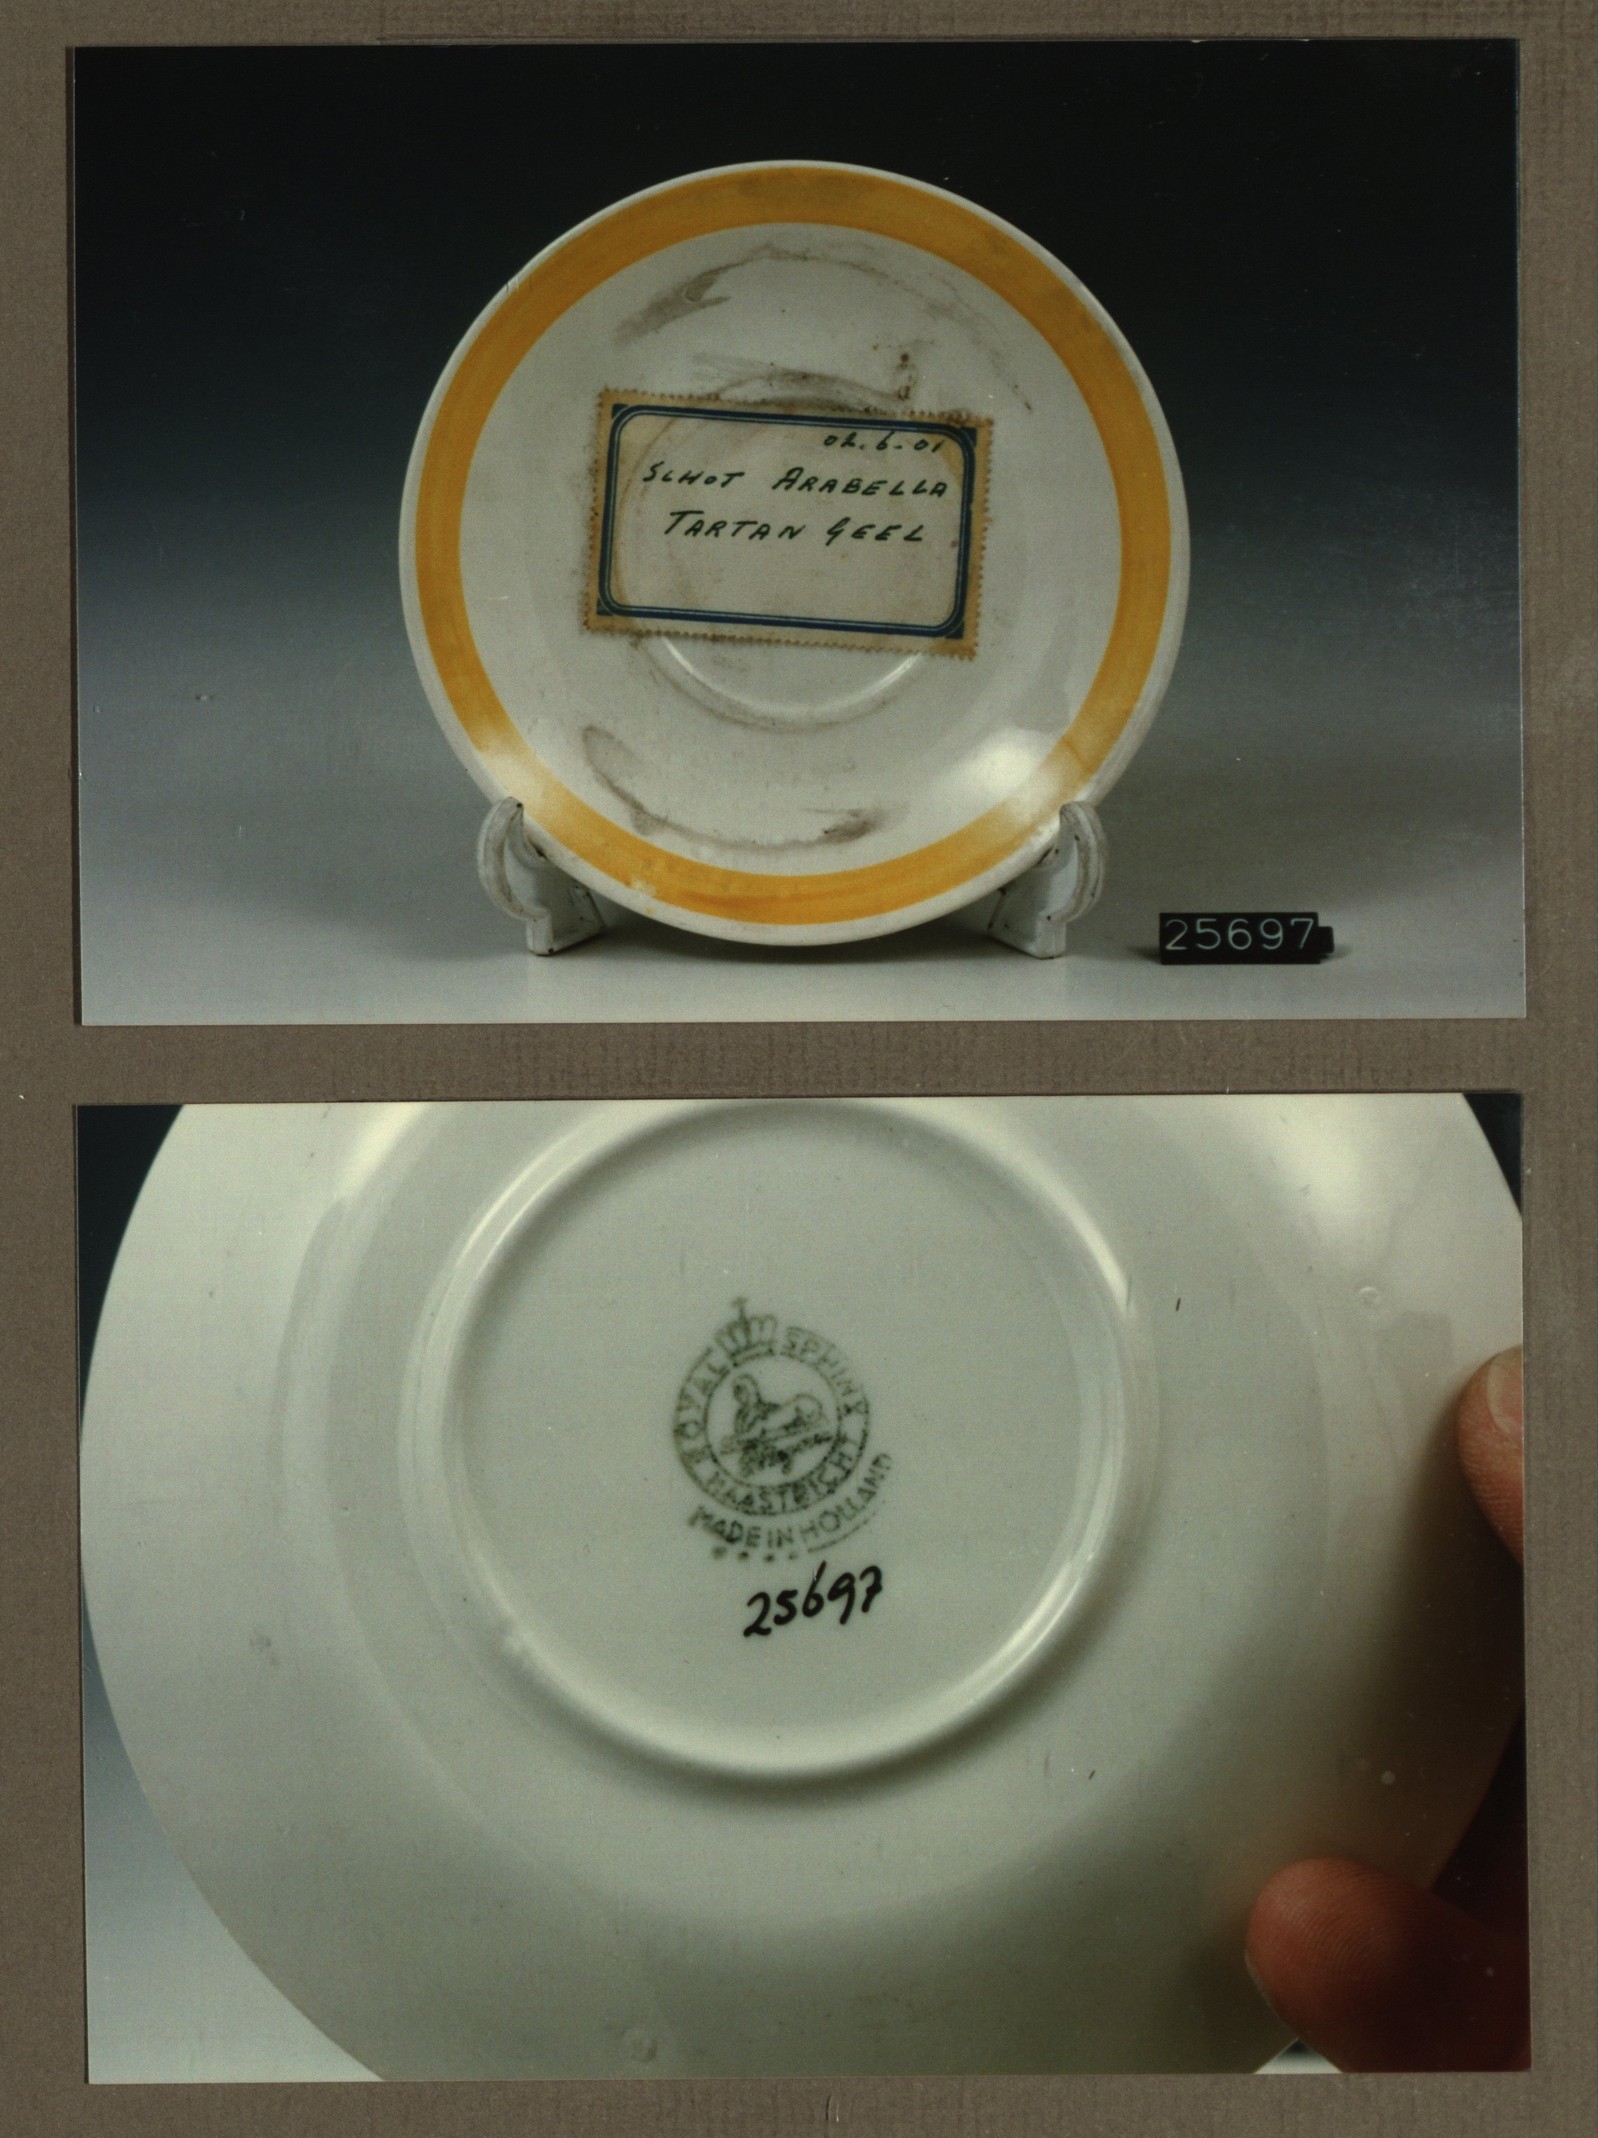 02.6.01
SCHOT ARABELLA
TARTAN GEEL
25697
ROYAL SPHINX
MAASTRICHT
MADE IN HOLLAND
25697